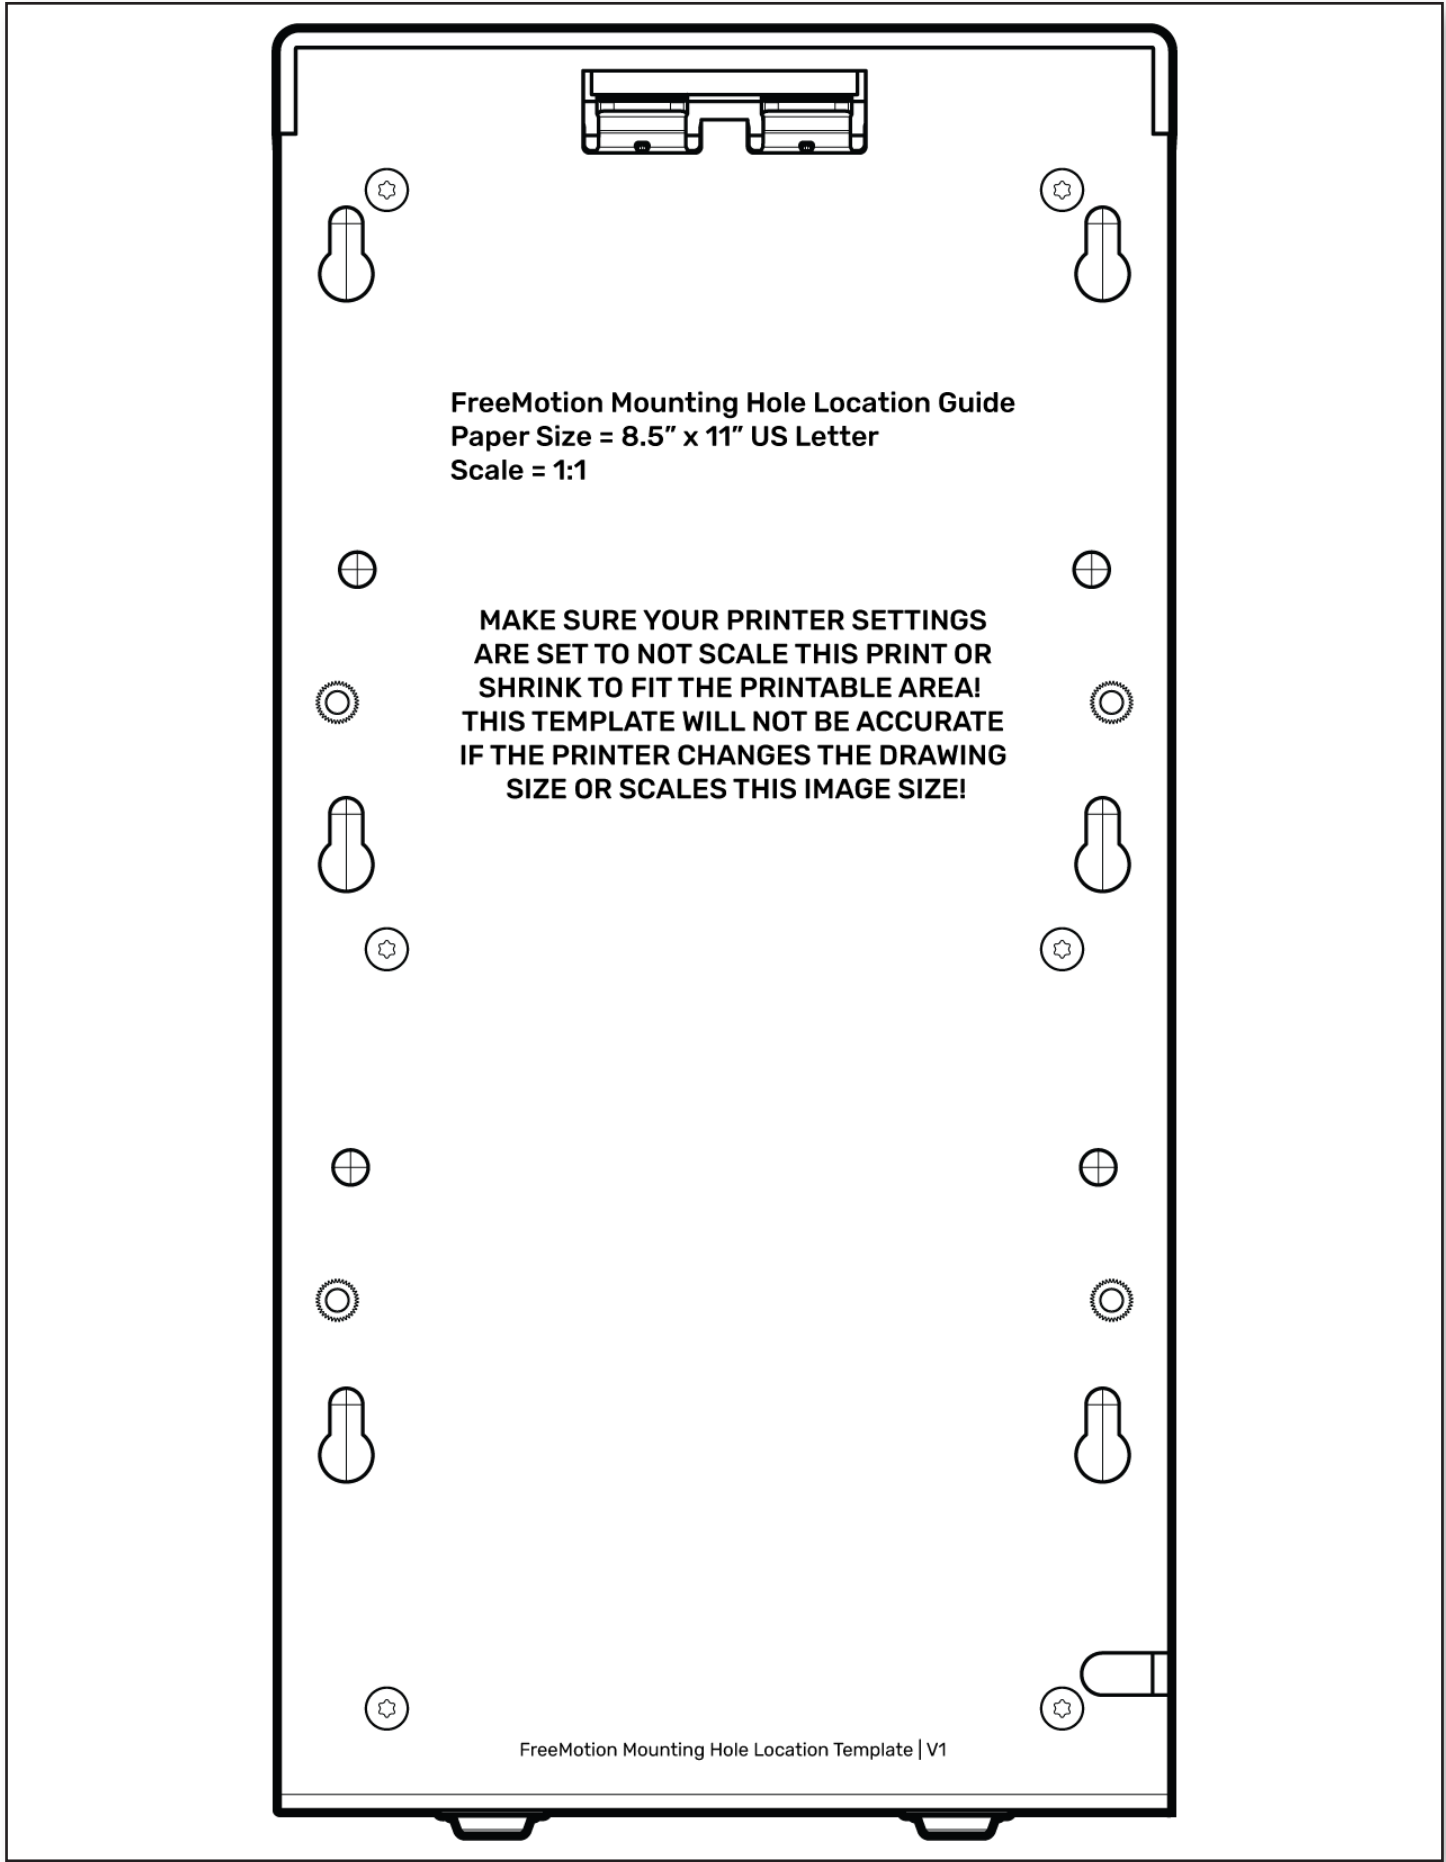 FreeMotion Mounting Hole Location Guide
Paper Size = 8.5” x 11” US Letter
Scale = 1:1
MAKE SURE YOUR PRINTER SETTINGS
ARE SET TO NOT SCALE THIS PRINT OR
SHRINK TO FIT THE PRINTABLE AREA!
THIS TEMPLATE WILL NOT BE ACCURATE
IF THE PRINTER CHANGES THE DRAWING
SIZE OR SCALES THIS IMAGE SIZE!
FreeMotion Mounting Hole Location Template | V1